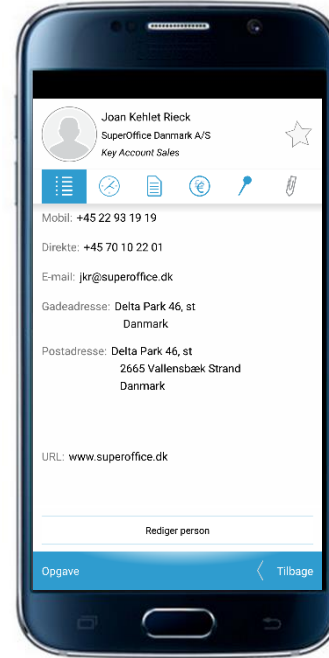 Joan Kehlet Rieck
SuperOffice Danmark A/S
Key Account Sales
Mobil: +45 22 93 19 19
Direkte: +45 70 10 22 01
E-mail: jkr@superoffice.dk
Gadeadresse: Delta Park 46, st
Danmark
Postadresse: Delta Park 46, st
2665 Vallensbæk Strand
Danmark
URL: www.superoffice.dk
Rediger person
Opgave
Tilbage